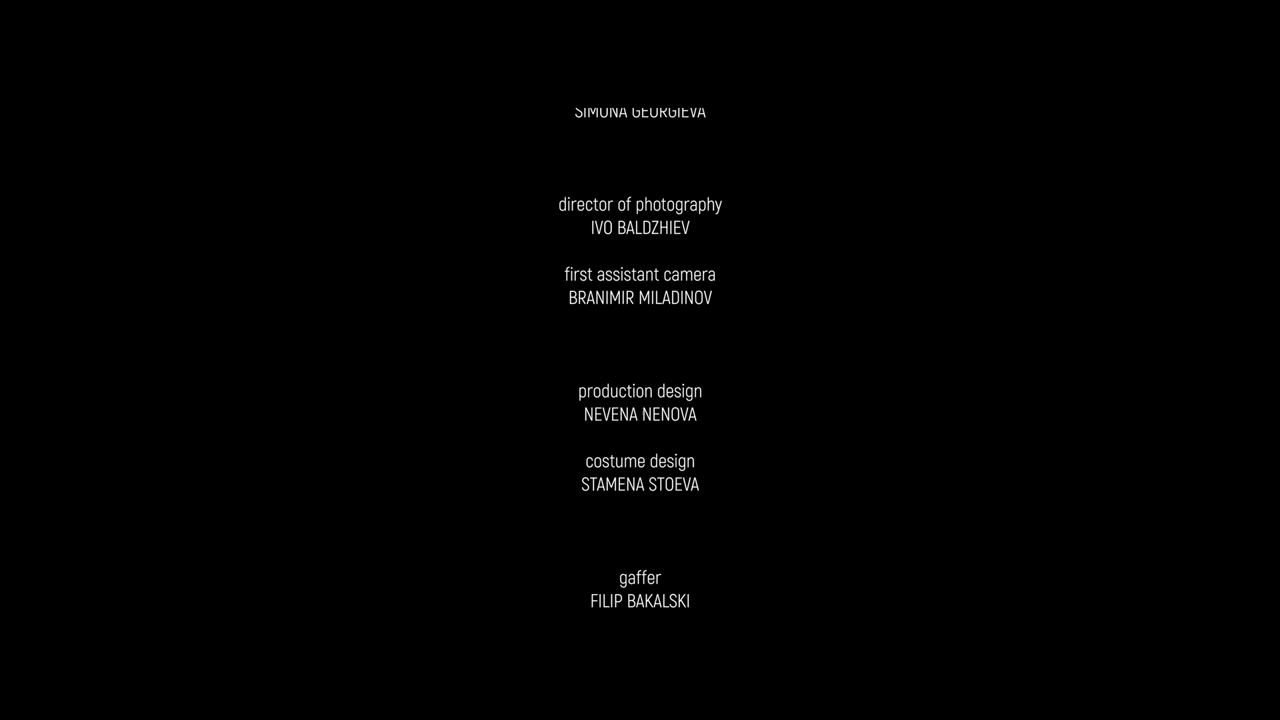 SIMONA GEORGIEVA
director of photography
IVO BALDZHIEV
first assistant camera
BRANIMIR MILADINOV
production design
NEVENA NENOVA
costume design
STAMENA STOEVA
gaffer
FILIP BAKALSKI